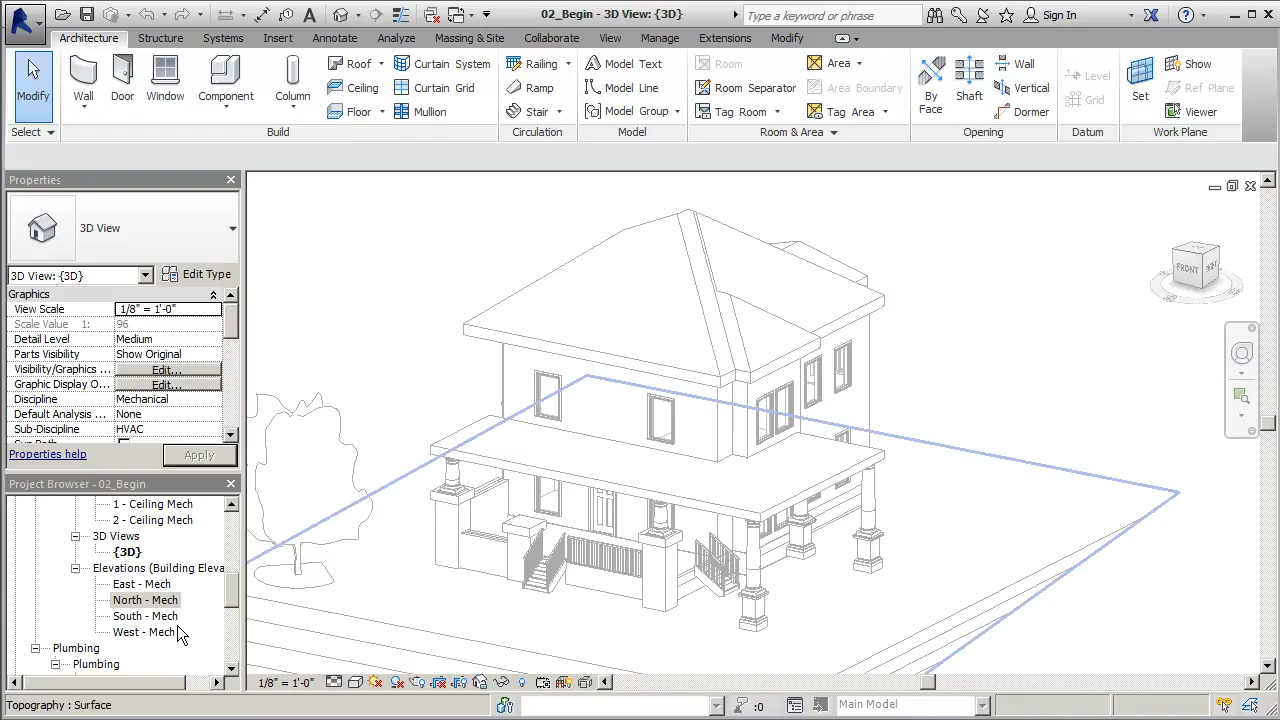 02_Begin - 3D View: {3D}
Type a keyword or phrase
Sign In
Architecture Structure Systems Insert Annotate Analyze Massing & Site Collaborate View Manage Extensions Modify
Modify
Select
Wall
Door
Window
Component
Column
Roof
Ceiling
Floor
Curtain System
Curtain Grid
Mullion
Build
Railing
Ramp
Stair
Circulation
Model Text
Model Line
Model Group
Model
Room
Room Separator
Tag Room
Area
Area Boundary
Tag Area
Room & Area
By Face
Shaft
Wall
Vertical
Dormer
Opening
Level
Grid
Datum
Set
Show
Ref Plane
Viewer
Work Plane
Properties
3D View
3D View: {3D}
Edit Type
Graphics
View Scale 1/8" = 1'-0"
Scale Value 1: 96
Detail Level Medium
Parts Visibility Show Original
Visibility/Graphics ... Edit...
Graphic Display O... Edit...
Discipline Mechanical
Default Analysis ... None
Sub-Discipline HVAC
Properties help
Apply
Project Browser - 02_Begin
1 - Ceiling Mech
2 - Ceiling Mech
3D Views
{3D}
Elevations (Building Eleva
East - Mech
North - Mech
South - Mech
West - Mech
Plumbing
Plumbing
FRONT
1/8" = 1'-0"
Topography : Surface
:0
Main Model